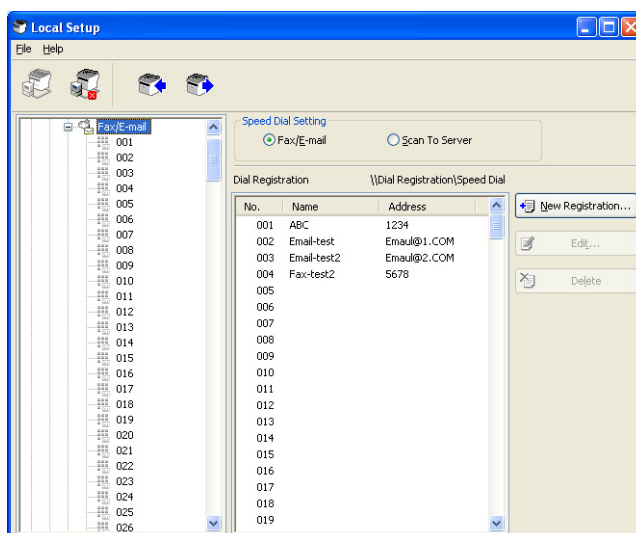 Local Setup
File Help
Fax/E-mail
001
002
003
004
005
006
007
008
009
010
011
012
013
014
015
016
017
018
019
020
021
022
023
024
025
026
Speed Dial Setting
Fax/E-mail Scan To Server
Dial Registration \\Dial Registration\Speed Dial
No. Name Address
001 ABC 1234
002 Email-test Emaul@1.COM
003 Email-test2 Emaul@2.COM
004 Fax-test2 5678
005
006
007
008
009
010
011
012
013
014
015
016
017
018
019
New Registration...
Edit...
Delete